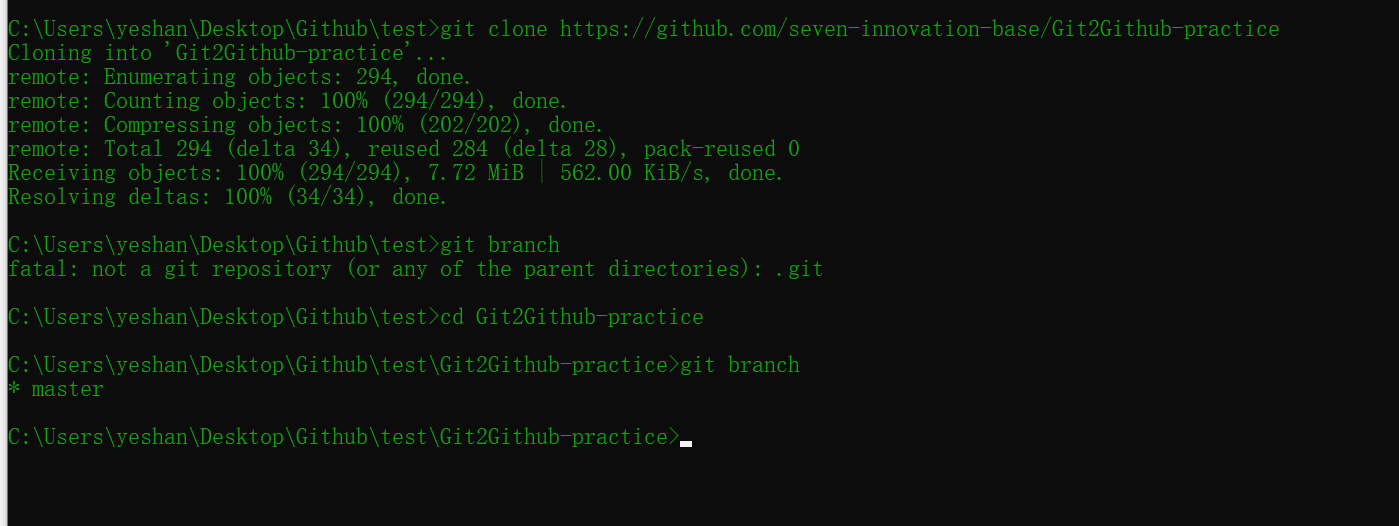 C:\Users\yeshan\Desktop\Github\test>git clone https://github.com/seven-innovation-base/Git2Github-practice
Cloning into 'Git2Github-practice'...
remote: Enumerating objects: 294, done.
remote: Counting objects: 100% (294/294), done.
remote: Compressing objects: 100% (202/202), done.
remote: Total 294 (delta 34), reused 284 (delta 28), pack-reused 0
Receiving objects: 100% (294/294), 7.72 MiB | 562.00 KiB/s, done.
Resolving deltas: 100% (34/34), done.
C:\Users\yeshan\Desktop\Github\test>git branch
fatal: not a git repository (or any of the parent directories): .git
C:\Users\yeshan\Desktop\Github\test>cd Git2Github-practice
C:\Users\yeshan\Desktop\Github\test\Git2Github-practice>git branch
* master
C:\Users\yeshan\Desktop\Github\test\Git2Github-practice>